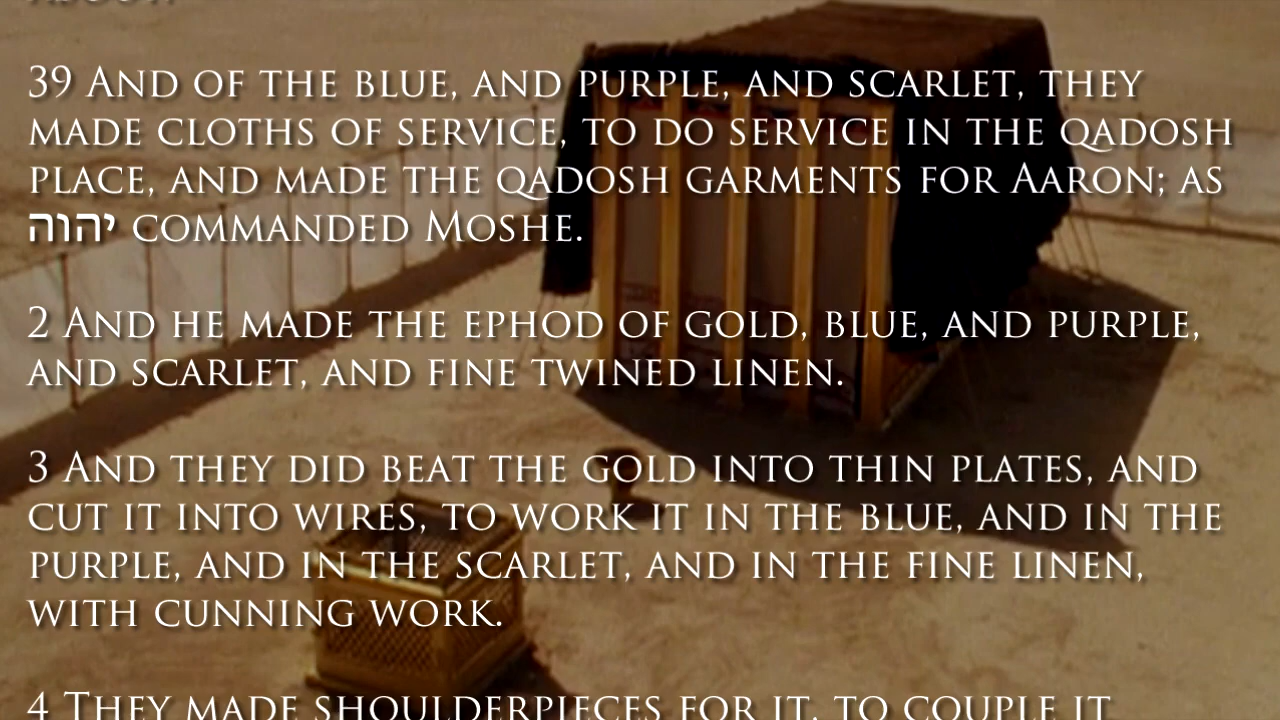 39 And of the blue, and purple, and scarlet, they
made cloths of service, to do service in the qadosh
place, and made the qadosh garments for Aaron; as
יהוה commanded Moshe.
2 And he made the ephod of gold, blue, and purple,
and scarlet, and fine twined linen.
3 And they did beat the gold into thin plates, and
cut it into wires, to work it in the blue, and in the
purple, and in the scarlet, and in the fine linen,
with cunning work.
4 They made shoulderpieces for it, to couple it